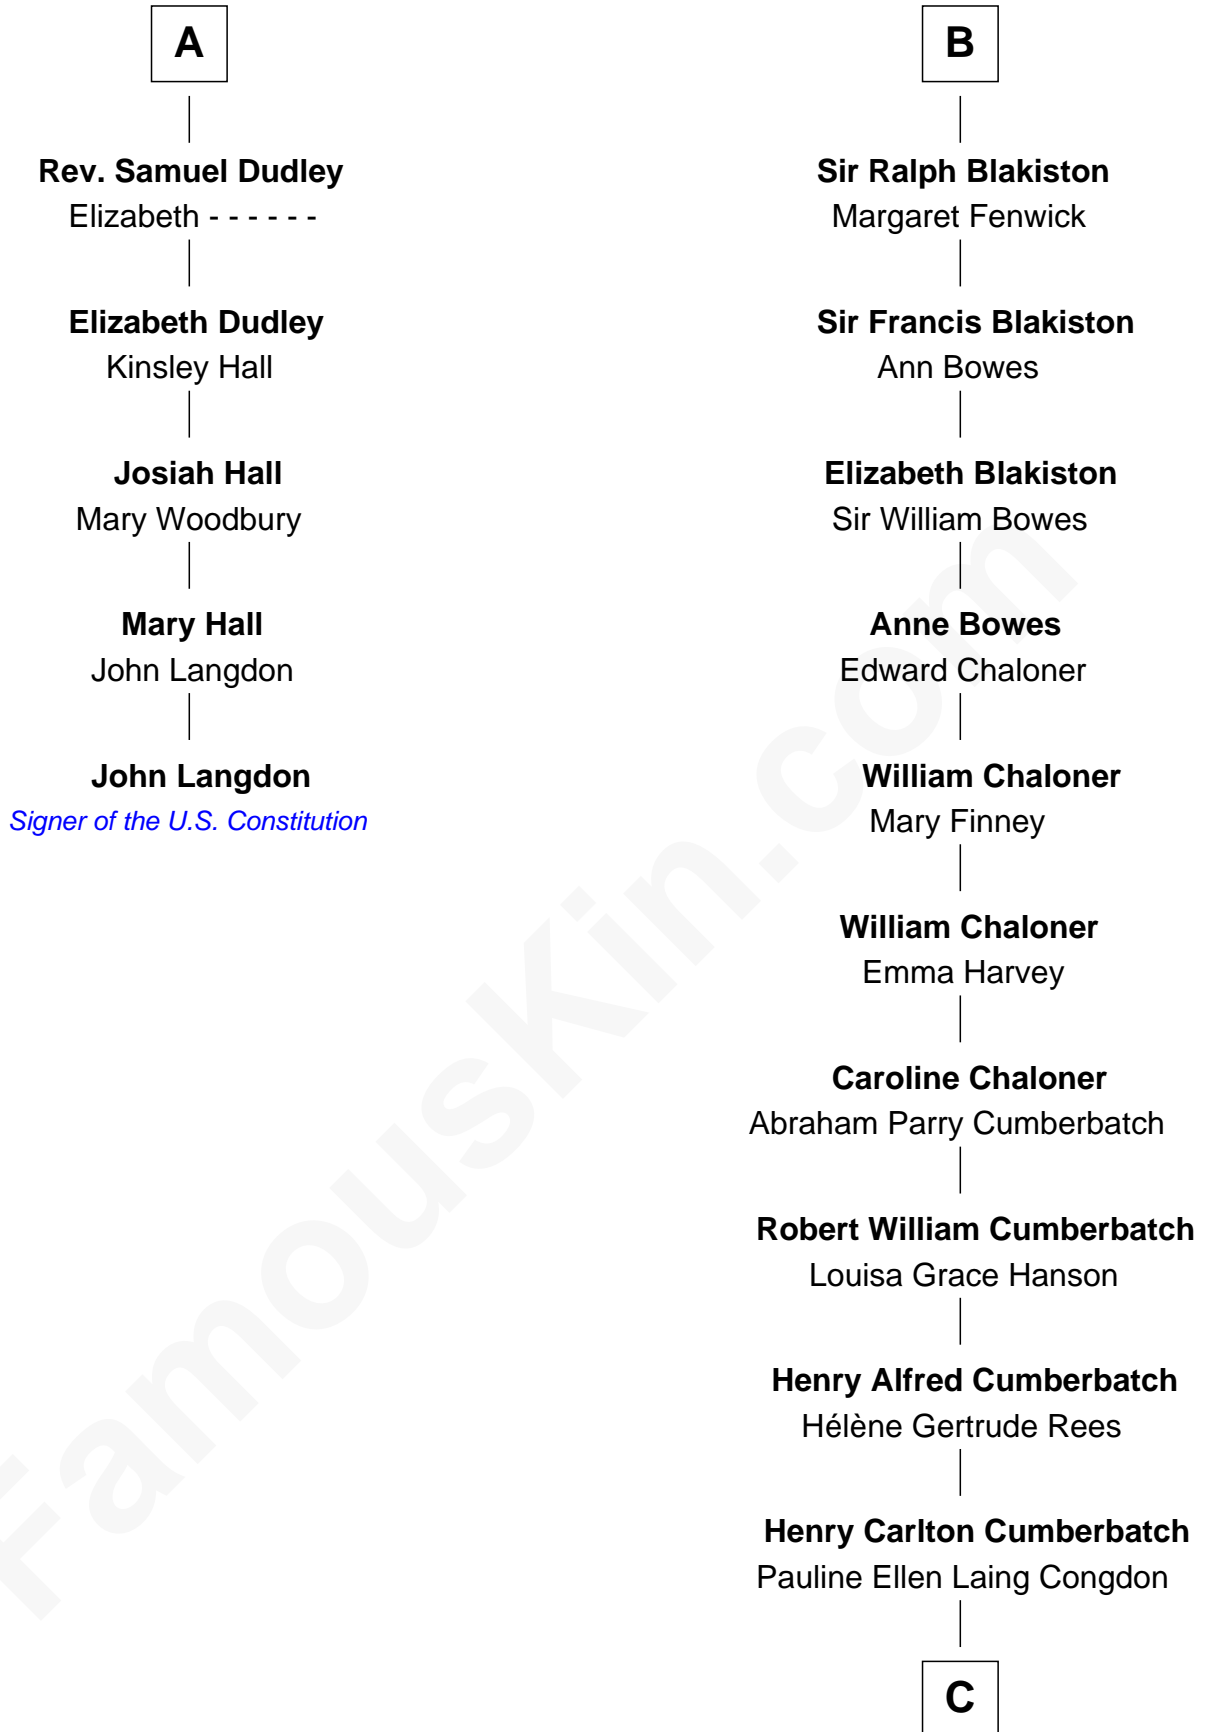 A
Rev. Samuel Dudley
Elizabeth - - - - - -
Elizabeth Dudley
Kinsley Hall
Josiah Hall
Mary Woodbury
Mary Hall
John Langdon
John Langdon
Signer of the U.S. Constitution
B
Sir Ralph Blakiston
Margaret Fenwick
Sir Francis Blakiston
Ann Bowes
Elizabeth Blakiston
Sir William Bowes
Anne Bowes
Edward Chaloner
William Chaloner
Mary Finney
William Chaloner
Emma Harvey
Caroline Chaloner
Abraham Parry Cumberbatch
Robert William Cumberbatch
Louisa Grace Hanson
Henry Alfred Cumberbatch
Hélène Gertrude Rees
Henry Carlton Cumberbatch
Pauline Ellen Laing Congdon
C
FamousKin.com